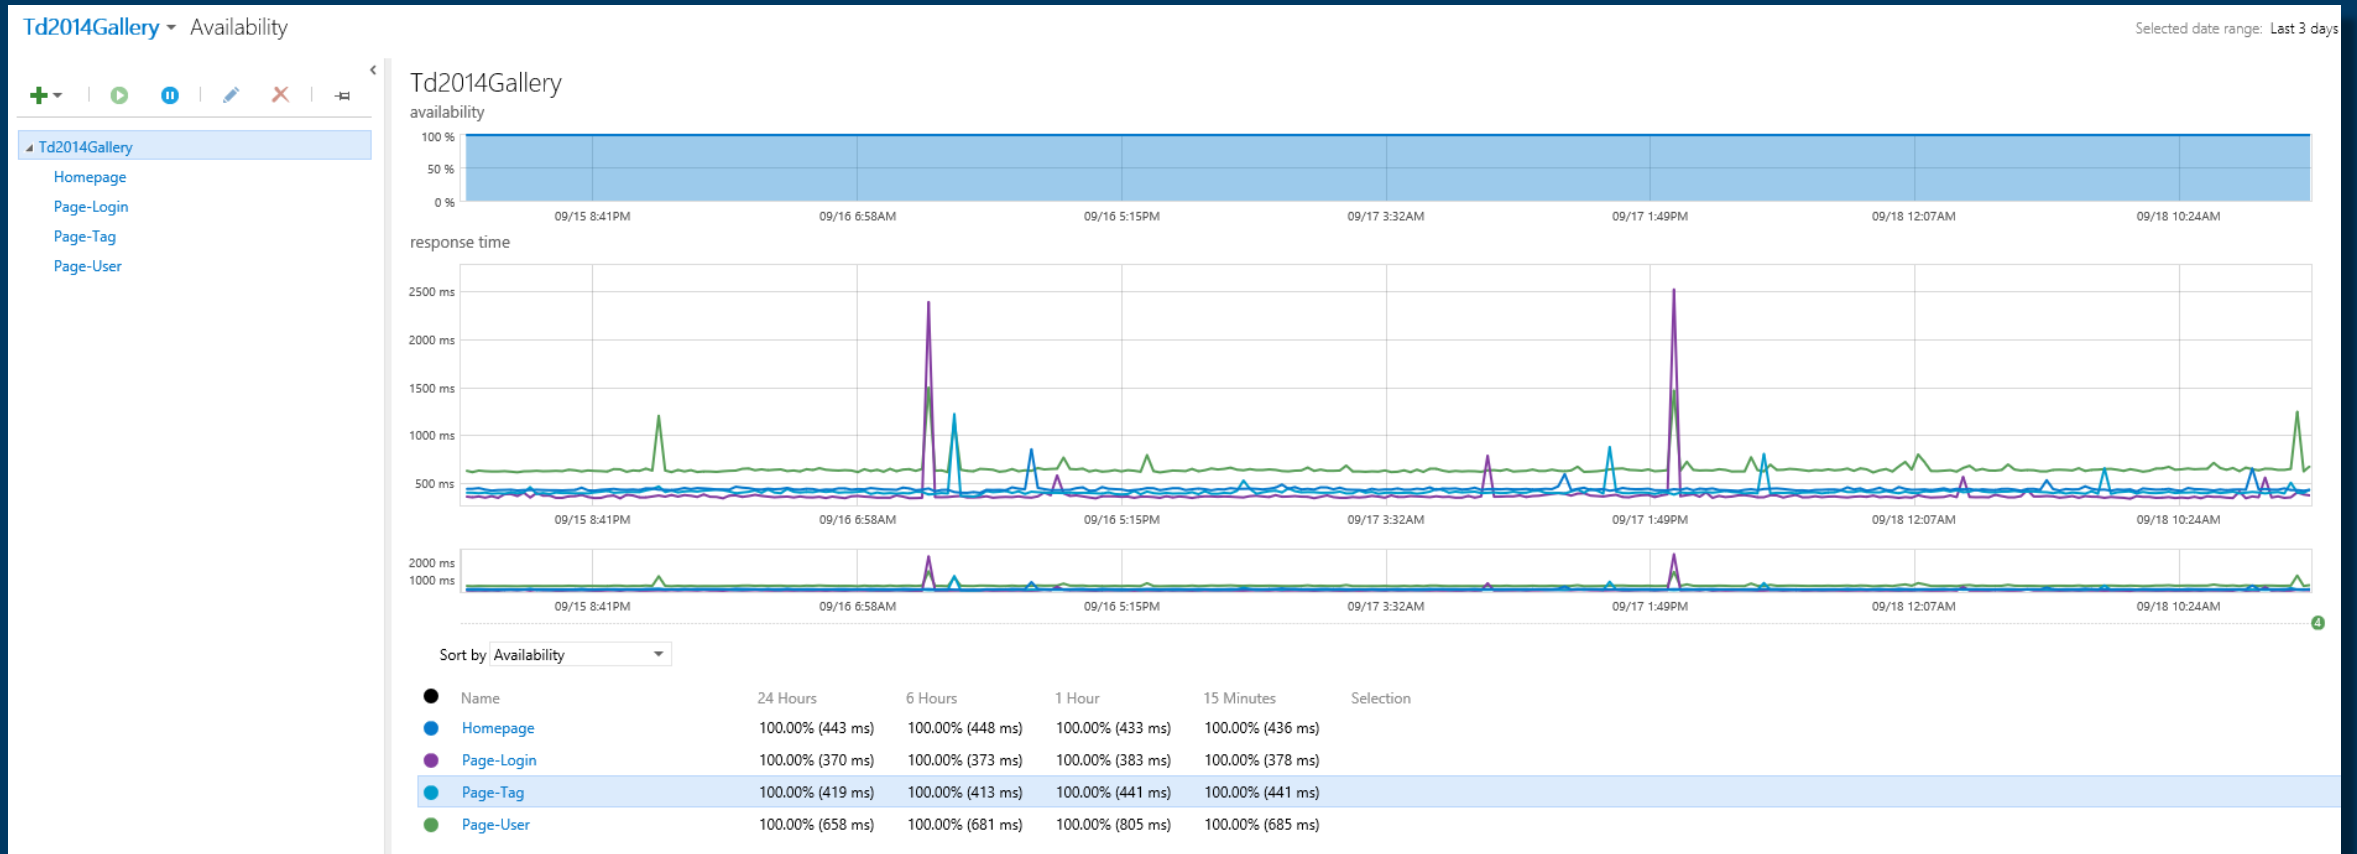 Td2014Gallery Availability
Selected date range: Last 3 days
Td2014Gallery
Homepage
Page-Login
Page-Tag
Page-User
Td2014Gallery
availability
100 %
50 %
0 %
09/15 8:41PM 09/16 6:58AM 09/16 5:15PM 09/17 3:32AM 09/17 1:49PM 09/18 12:07AM 09/18 10:24AM
response time
2500 ms
2000 ms
1500 ms
1000 ms
500 ms
09/15 8:41PM 09/16 6:58AM 09/16 5:15PM 09/17 3:32AM 09/17 1:49PM 09/18 12:07AM 09/18 10:24AM
2000 ms
1000 ms
09/15 8:41PM 09/16 6:58AM 09/16 5:15PM 09/17 3:32AM 09/17 1:49PM 09/18 12:07AM 09/18 10:24AM
4
Sort by Availability
Name 24 Hours 6 Hours 1 Hour 15 Minutes Selection
Homepage 100.00% (443 ms) 100.00% (448 ms) 100.00% (433 ms) 100.00% (436 ms)
Page-Login 100.00% (370 ms) 100.00% (373 ms) 100.00% (383 ms) 100.00% (378 ms)
Page-Tag 100.00% (419 ms) 100.00% (413 ms) 100.00% (441 ms) 100.00% (441 ms)
Page-User 100.00% (658 ms) 100.00% (681 ms) 100.00% (805 ms) 100.00% (685 ms)